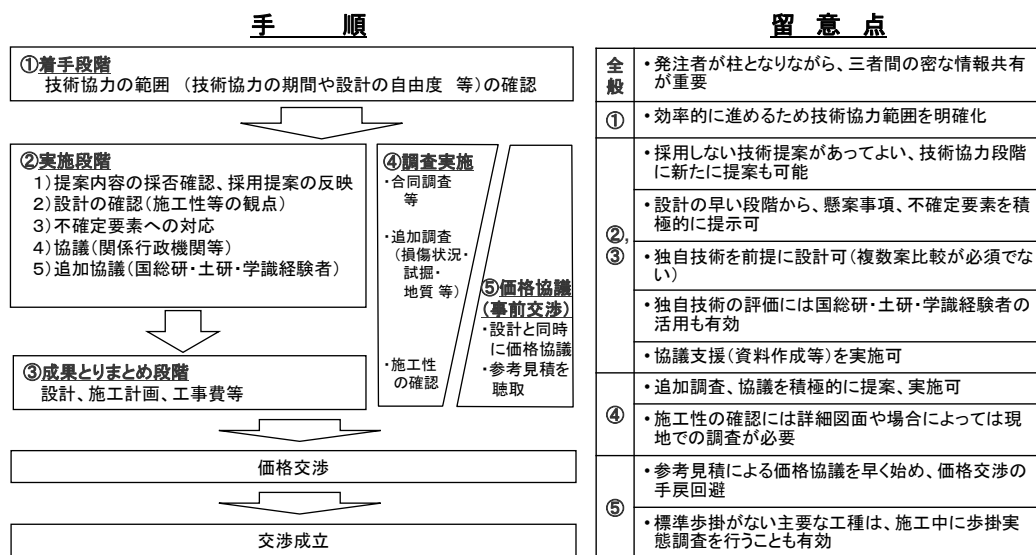 手　順
①着手段階
技術協力の範囲 （技術協力の期間や設計の自由度 等）の確認
②実施段階
１）提案内容の採否確認、採用提案の反映
２）設計の確認（施工性等の観点）
３）不確定要素への対応
４）協議（関係行政機関等）
５）追加協議（国総研・土研・学識経験者）
③成果とりまとめ段階
設計、施工計画、工事費等
④調査実施
・合同調査
等
・追加調査
（損傷状況・
試掘・
地質 等）
・施工性
の確認
⑤価格協議
（事前交渉）
・設計と同時
に価格協議
・参考見積を
聴取
価格交渉
交渉成立
留 意 点
全
般
・発注者が柱となりながら、三者間の密な情報共有
が重要
①
・効率的に進めるため技術協力範囲を明確化
②,
③
・採用しない技術提案があってよい、技術協力段階
に新たに提案も可能
・設計の早い段階から、懸案事項、不確定要素を積
極的に提示可
・独自技術を前提に設計可（複数案比較が必須でな
い）
・独自技術の評価には国総研・土研・学識経験者の
活用も有効
・協議支援（資料作成等）を実施可
④
・追加調査、協議を積極的に提案、実施可
・施工性の確認には詳細図面や場合によっては現
地での調査が必要
⑤
・参考見積による価格協議を早く始め、価格交渉の
手戻回避
・標準歩掛がない主要な工種は、施工中に歩掛実
態調査を行うことも有効